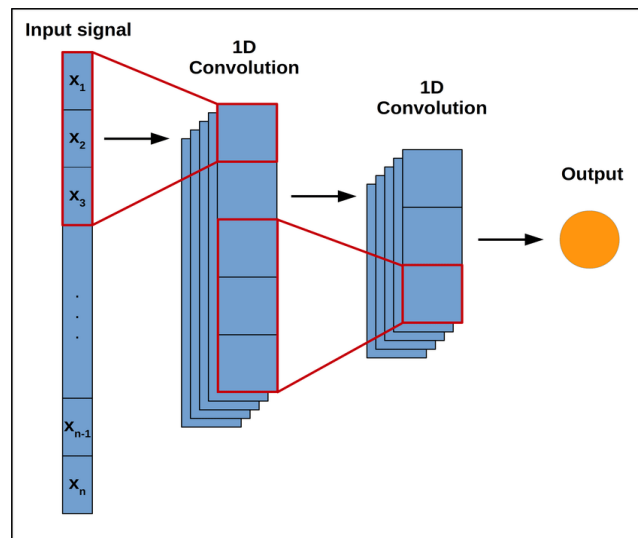 Input signal
x1
x2
x3
.
.
.
xn-1
xn
1D
Convolution
1D
Convolution
Output